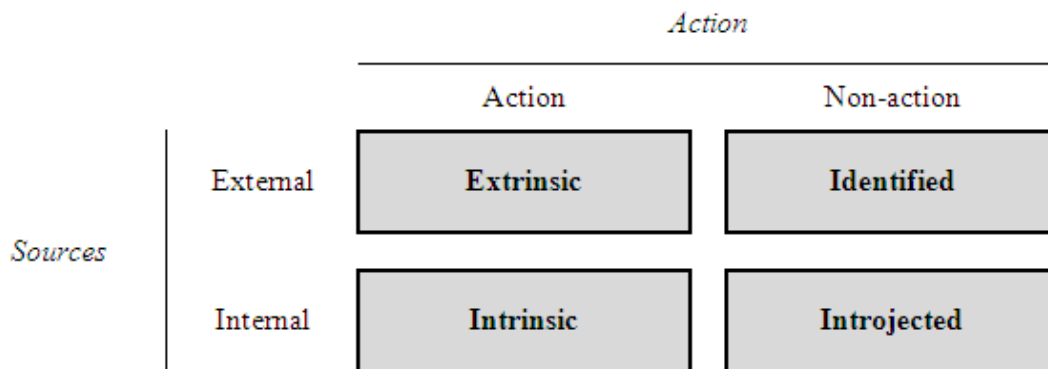 Action
Action Non-action
External Extrinsic Identified
Sources
Internal Intrinsic Introjected